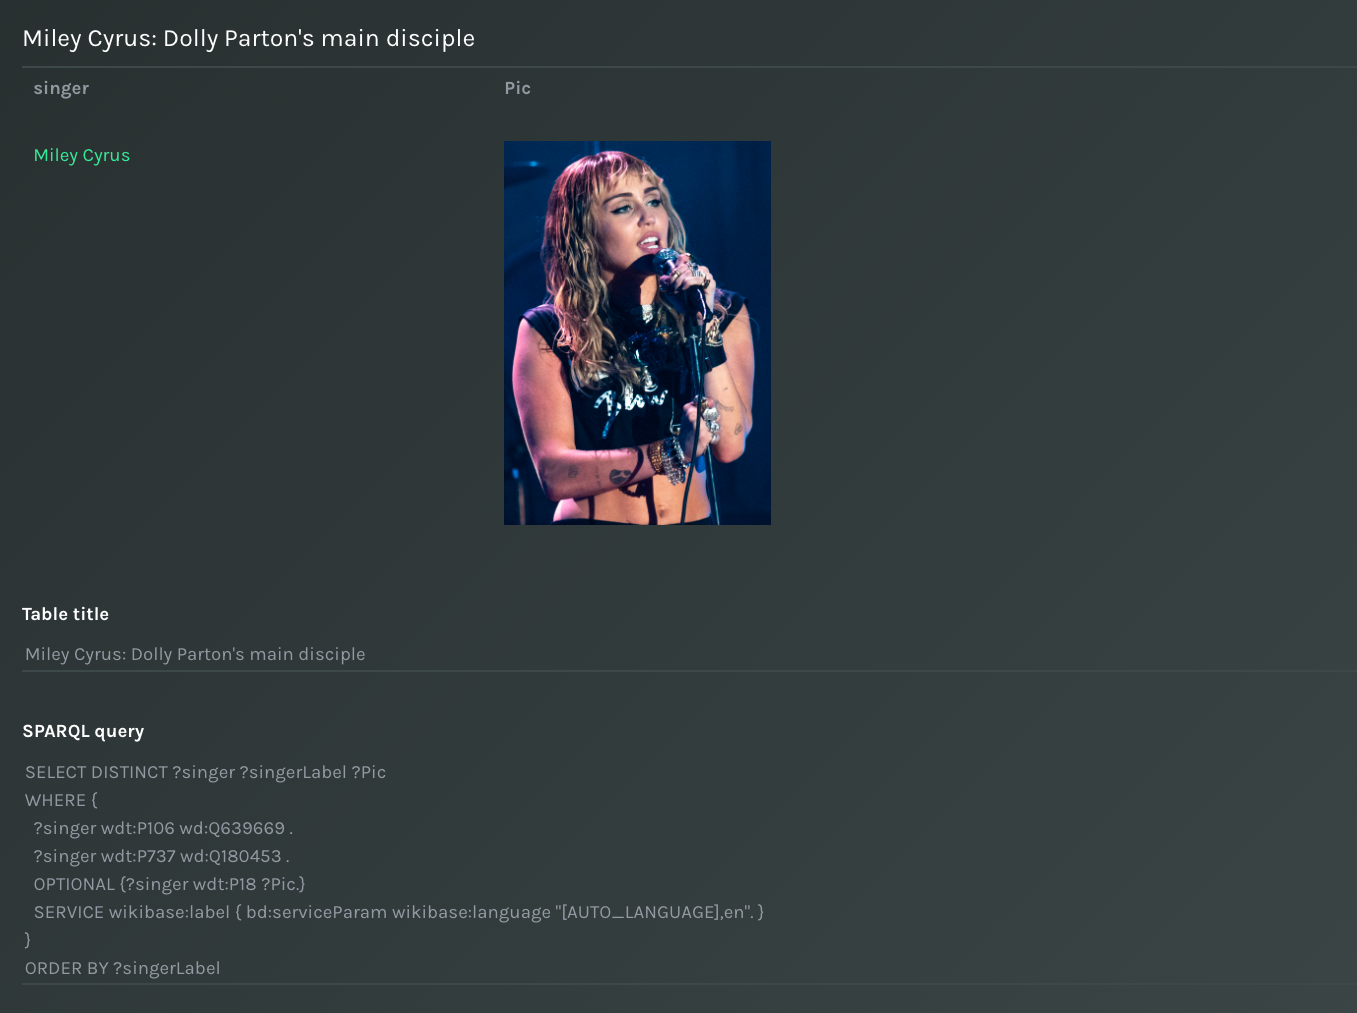 Miley Cyrus: Dolly Parton's main disciple
singer Pic
Miley Cyrus
Table title
Miley Cyrus: Dolly Parton's main disciple
SPARQL query
SELECT DISTINCT ?singer ?singerLabel ?Pic
WHERE {
?singer wdt:P106 wd:Q639669 .
?singer wdt:P737 wd:Q180453 .
OPTIONAL {?singer wdt:P18 ?Pic.}
SERVICE wikibase:label { bd:serviceParam wikibase:language "[AUTO_LANGUAGE],en". }
}
ORDER BY ?singerLabel